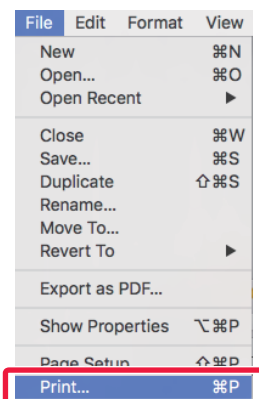 File Edit Format View
New ⌘N
Open... ⌘O
Open Recent ▶
Close ⌘W
Save... ⌘S
Duplicate ⇧⌘S
Rename...
Move To...
Revert To ▶
Export as PDF...
Show Properties ⌥⌘P
Page Setup ⇧⌘P
Print... ⌘P